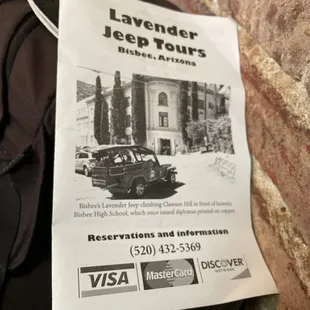 Lavender
Jeep Tours
Bisbee, Arizona
Bisbee's Lavender Jeep climbing Clawson Hill in front of historic
Bisbee High School, which once issued diplomas printed on copper.
Reservations and information
(520) 432-5369
VISA
MasterCard
DISCOVER
NETWORK